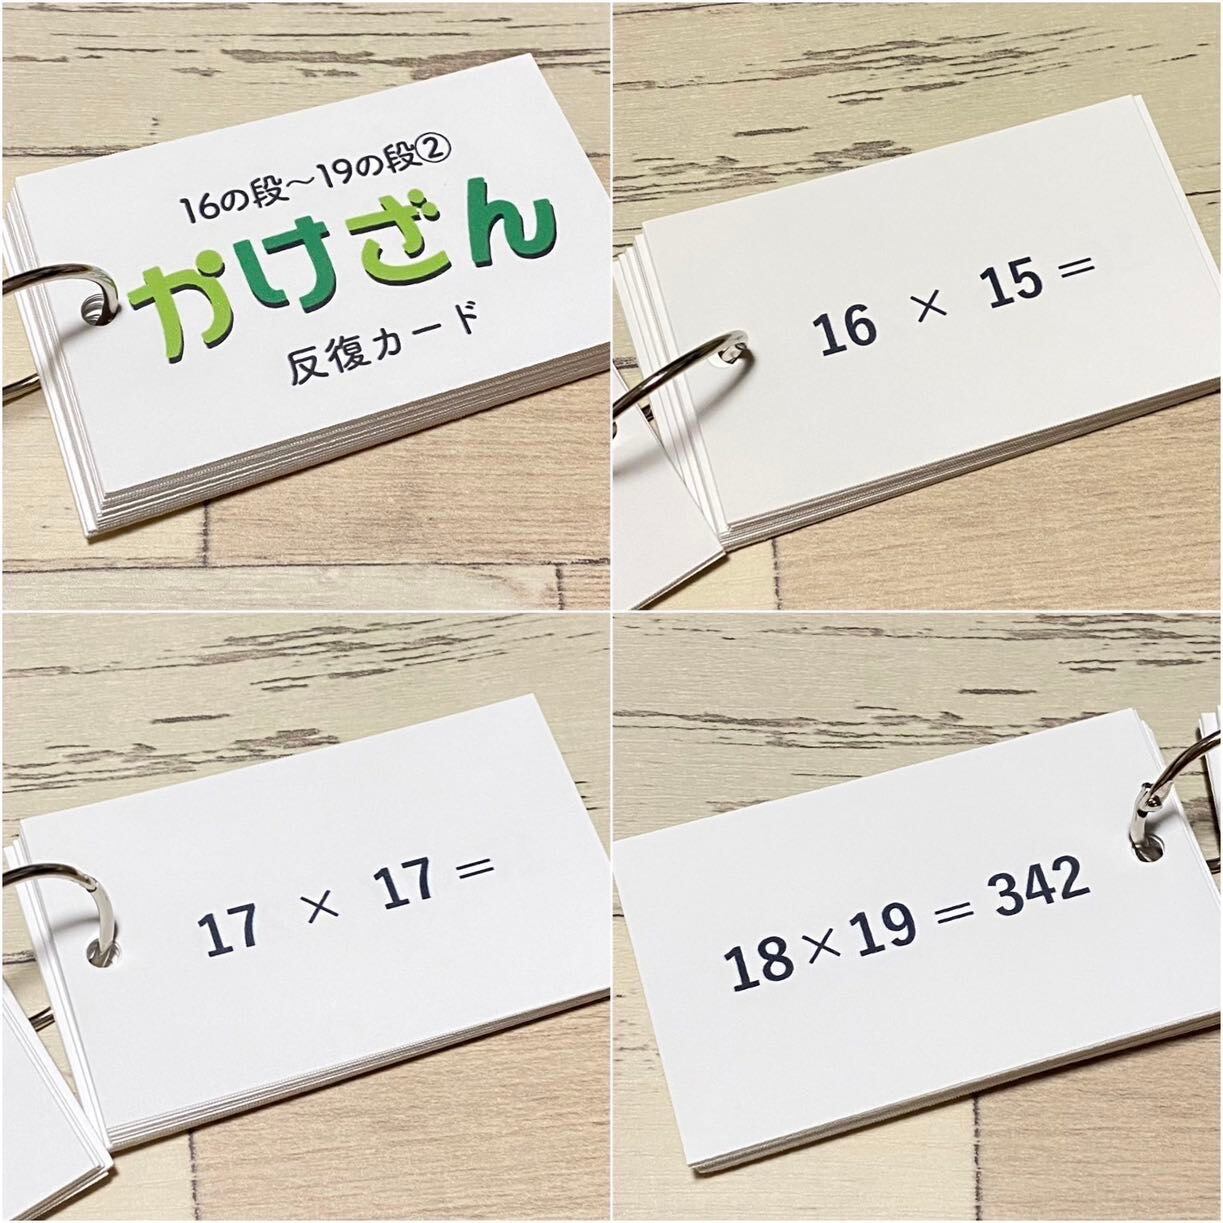 16の段～19の段②
かけざん
反復カード
16 × 15 =
17 × 17 =
18×19＝342